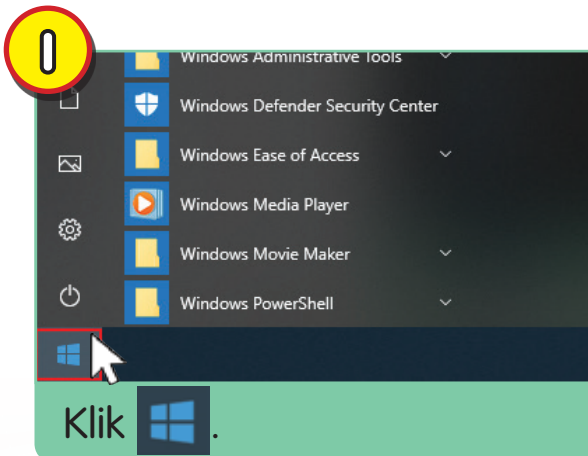 1
Windows Administrative Tools
Windows Defender Security Center
Windows Ease of Access
Windows Media Player
Windows Movie Maker
Windows PowerShell
Klik .